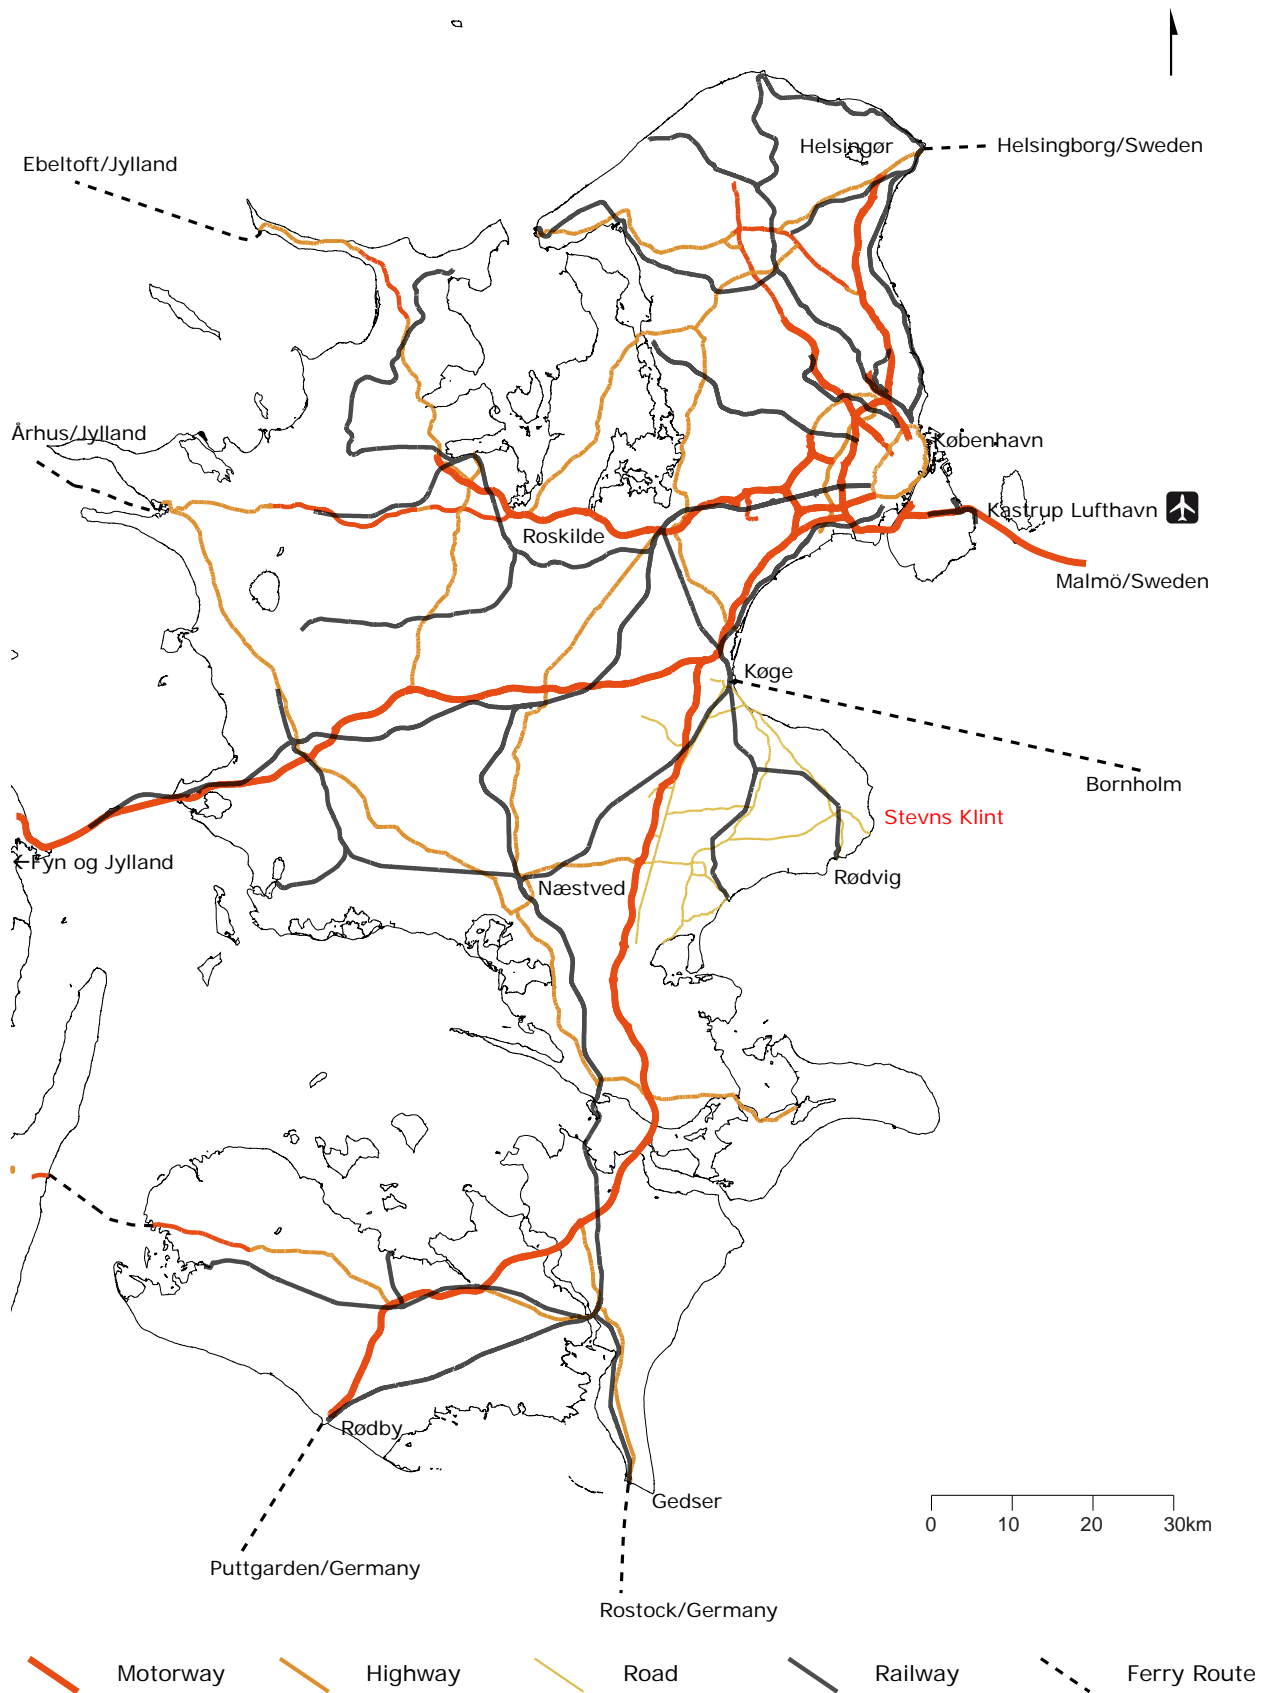 Helsingør
Helsingborg/Sweden
Ebeltoft/Jylland
Århus/Jylland
København
Kastrup Lufthavn
Roskilde
Malmö/Sweden
Køge
Bornholm
Stevns Klint
←Fyn og Jylland
Rødvig
Næstved
Rødby
Gedser
0 10 20 30km
Puttgarden/Germany
Rostock/Germany
Motorway Highway Road Railway Ferry Route